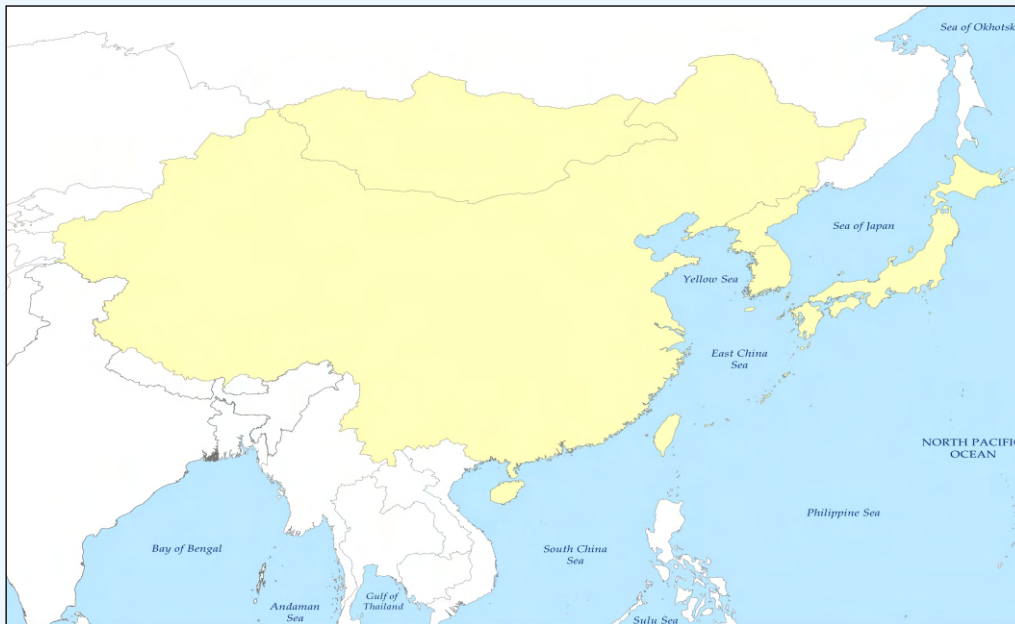 Sea of Okhotsk
Sea of Japan
Yellow Sea
East China
Sea
NORTH PACIFIC
OCEAN
Philippine Sea
Bay of Bengal
South China
Sea
Gulf of
Thailand
Andaman
Sea
Sulu Sea